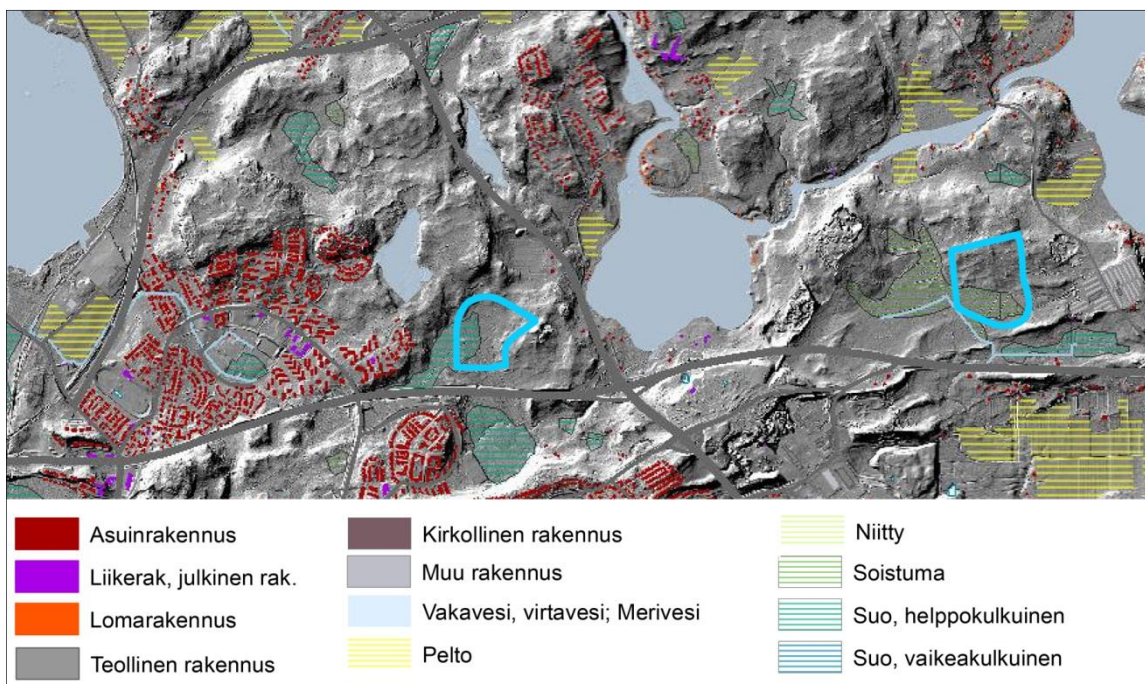 Asuinrakennus
Liikerak, julkinen rak.
Lomarakennus
Teollinen rakennus
Kirkollinen rakennus
Muu rakennus
Vakavesi, virtavesi; Merivesi
Pelto
Niitty
Soistuma
Suo, helppokulkuinen
Suo, vaikeakulkuinen